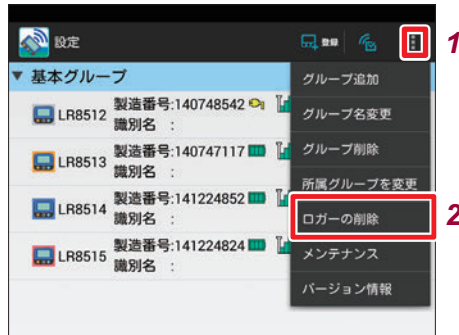 設定
登録
1
▼ 基本グループ
LR8512
製造番号:140748542
識別名 :
LR8513
製造番号:140747117
識別名 :
LR8514
製造番号:141224852
識別名 :
LR8515
製造番号:141224824
識別名 :
グループ追加
グループ名変更
グループ削除
所属グループを変更
ロガーの削除
2
メンテナンス
バージョン情報